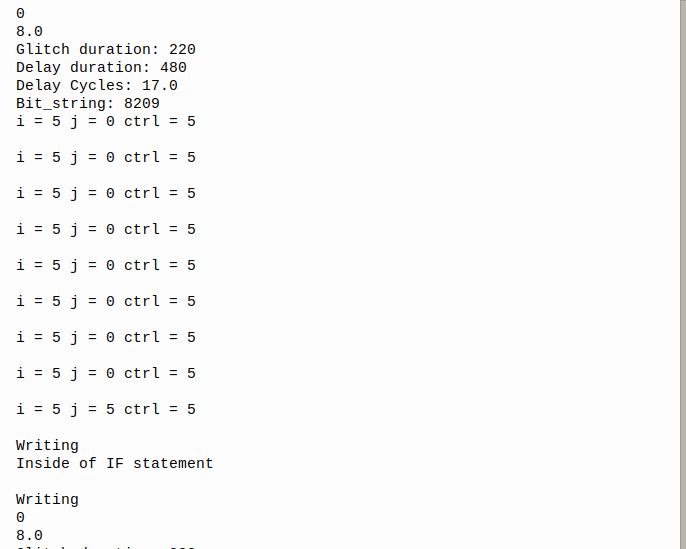 0
8.0
Glitch duration: 220
Delay duration: 480
Delay Cycles: 17.0
Bit_string: 8209
i = 5 j = 0 ctrl = 5
i = 5 j = 0 ctrl = 5
i = 5 j = 0 ctrl = 5
i = 5 j = 0 ctrl = 5
i = 5 j = 0 ctrl = 5
i = 5 j = 0 ctrl = 5
i = 5 j = 0 ctrl = 5
i = 5 j = 0 ctrl = 5
i = 5 j = 5 ctrl = 5
Writing
Inside of IF statement
Writing
0
8.0